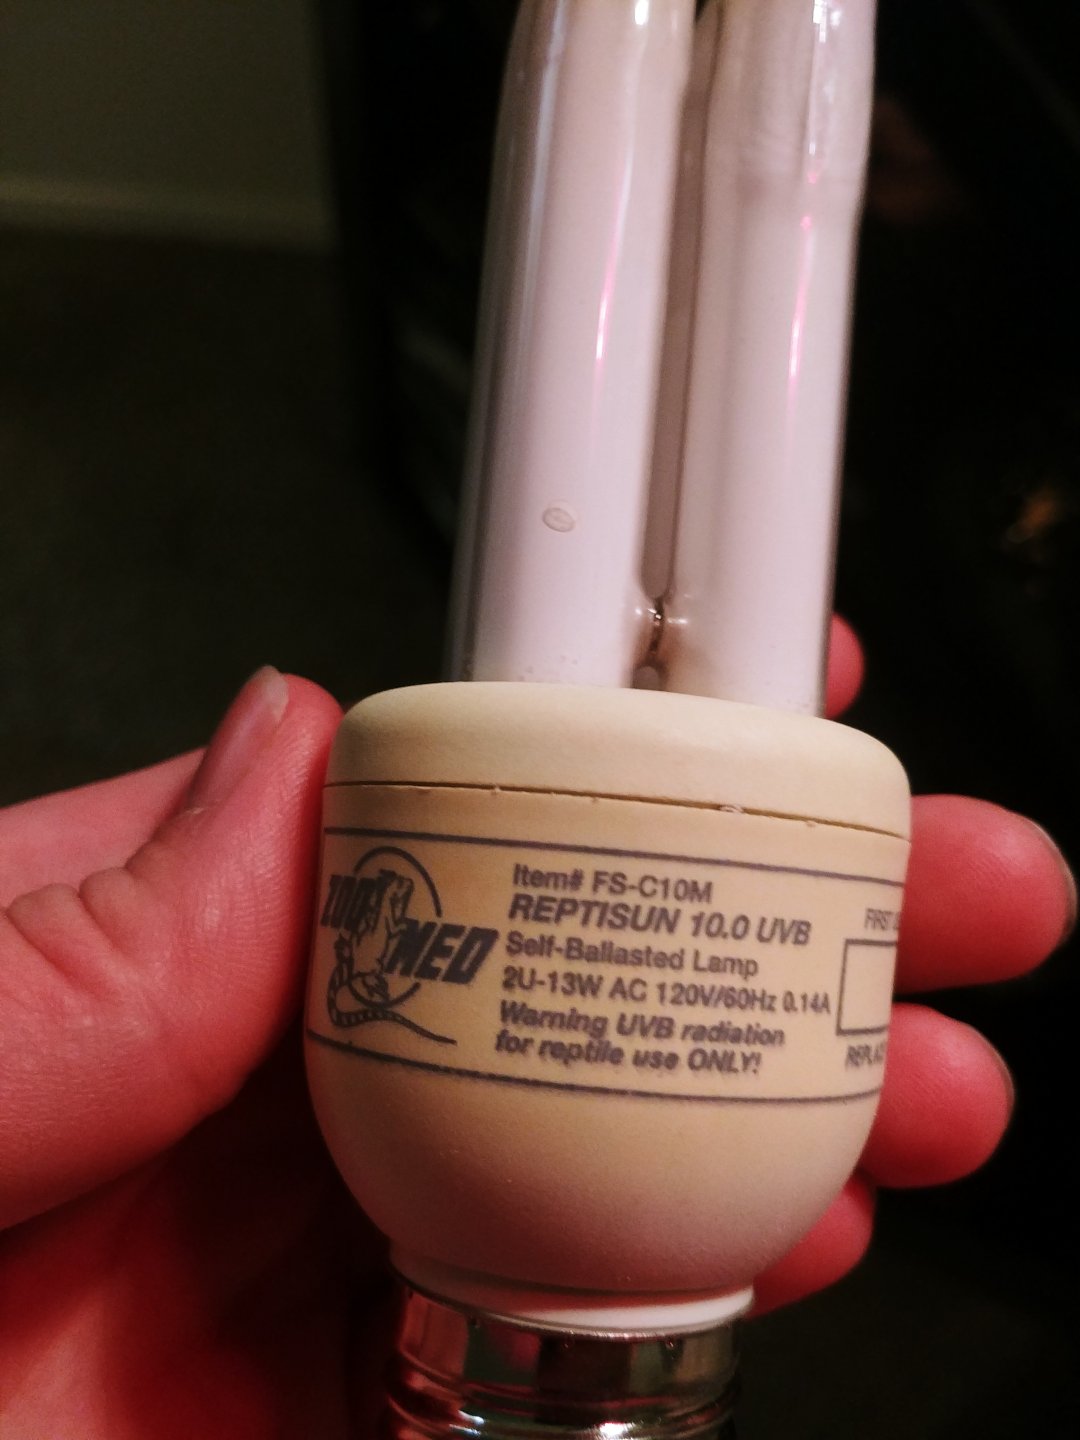 ZOO MED
Item# FS-C10M
REPTISUN 10.0 UVB
Self-Ballasted Lamp
2U-13W AC 120V/60Hz 0.14A
Warning UVB radiation
for reptile use ONLY!
FIRST